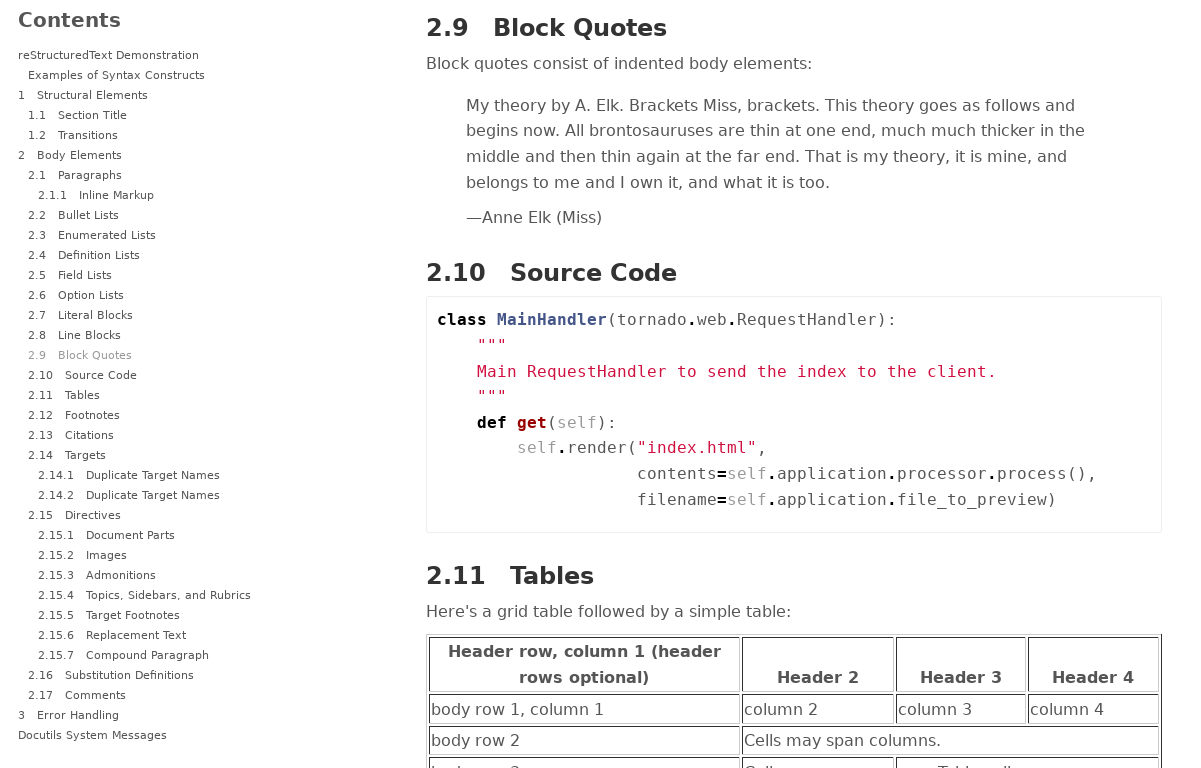 Contents
reStructuredText Demonstration
Examples of Syntax Constructs
1 Structural Elements
1.1 Section Title
1.2 Transitions
2 Body Elements
2.1 Paragraphs
2.1.1 Inline Markup
2.2 Bullet Lists
2.3 Enumerated Lists
2.4 Definition Lists
2.5 Field Lists
2.6 Option Lists
2.7 Literal Blocks
2.8 Line Blocks
2.9 Block Quotes
2.10 Source Code
2.11 Tables
2.12 Footnotes
2.13 Citations
2.14 Targets
2.14.1 Duplicate Target Names
2.14.2 Duplicate Target Names
2.15 Directives
2.15.1 Document Parts
2.15.2 Images
2.15.3 Admonitions
2.15.4 Topics, Sidebars, and Rubrics
2.15.5 Target Footnotes
2.15.6 Replacement Text
2.15.7 Compound Paragraph
2.16 Substitution Definitions
2.17 Comments
3 Error Handling
Docutils System Messages
2.9 Block Quotes
Block quotes consist of indented body elements:
My theory by A. Elk. Brackets Miss, brackets. This theory goes as follows and
begins now. All brontosauruses are thin at one end, much much thicker in the
middle and then thin again at the far end. That is my theory, it is mine, and
belongs to me and I own it, and what it is too.
—Anne Elk (Miss)
2.10 Source Code
class MainHandler(tornado.web.RequestHandler):
    """
    Main RequestHandler to send the index to the client.
    """
    def get(self):
        self.render("index.html",
                    contents=self.application.processor.process(),
                    filename=self.application.file_to_preview)
2.11 Tables
Here's a grid table followed by a simple table:
Header row, column 1 (header
rows optional) Header 2 Header 3 Header 4
body row 1, column 1 column 2 column 3 column 4
body row 2 Cells may span columns.